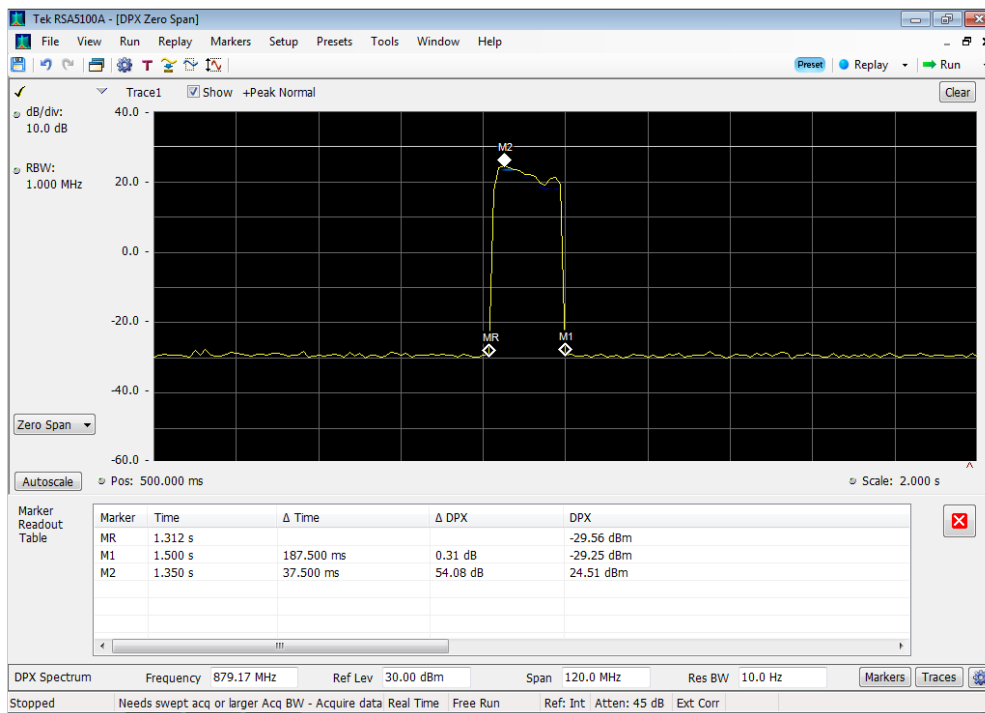 Tek RSA5100A - [DPX Zero Span]
File View Run Replay Markers Setup Presets Tools Window Help
T Preset Replay Run
Trace1 Show +Peak Normal Clear
dB/div:
10.0 dB
RBW:
1.000 MHz
40.0 -
20.0 -
0.0 -
-20.0 -
-40.0 -
-60.0 -
M2
MR M1
Zero Span
Autoscale Pos: 500.000 ms Scale: 2.000 s
Marker
Readout
Table
Marker Time Δ Time Δ DPX DPX
MR 1.312 s -29.56 dBm
M1 1.500 s 187.500 ms 0.31 dB -29.25 dBm
M2 1.350 s 37.500 ms 54.08 dB 24.51 dBm
DPX Spectrum Frequency 879.17 MHz Ref Lev 30.00 dBm Span 120.0 MHz Res BW 10.0 Hz Markers Traces
Stopped Needs swept acq or larger Acq BW - Acquire data Real Time Free Run Ref: Int Atten: 45 dB Ext Corr